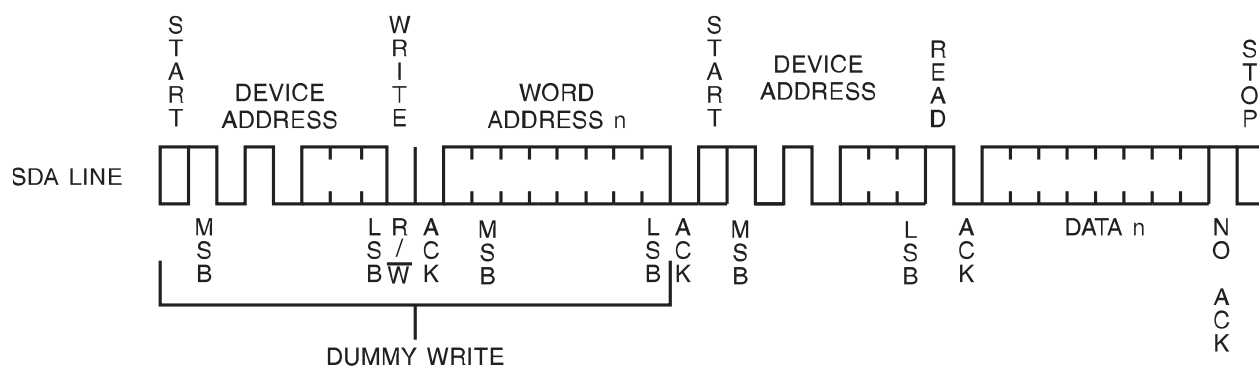 START
DEVICE
ADDRESS
WRITE
WORD
ADDRESS n
START
DEVICE
ADDRESS
READ
STOP
SDA LINE
MSB
LSB
R/W
ACK
MSB
LSB
ACK
MSB
LSB
ACK
DATA n
NO ACK
DUMMY WRITE